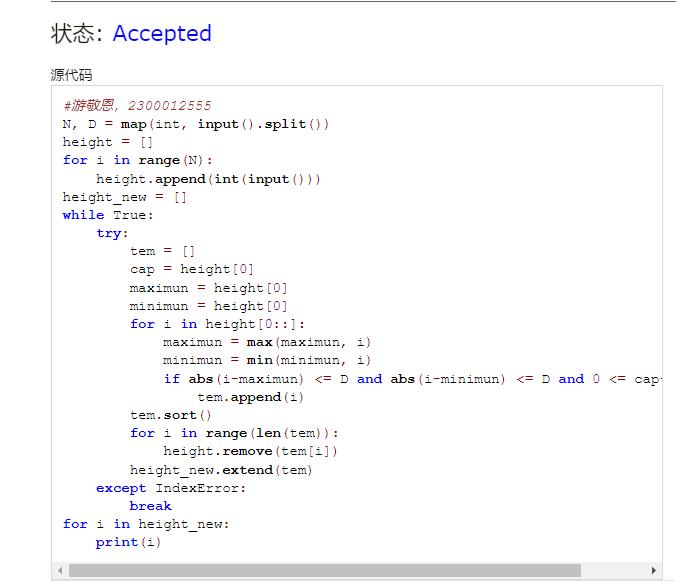 状态: Accepted
源代码
#游敬恩，2300012555
N, D = map(int, input().split())
height = []
for i in range(N):
    height.append(int(input()))
height_new = []
while True:
    try:
        tem = []
        cap = height[0]
        maximun = height[0]
        minimun = height[0]
        for i in height[0::]:
            maximun = max(maximun, i)
            minimun = min(minimun, i)
            if abs(i-maximun) <= D and abs(i-minimun) <= D and 0 <= cap-
                tem.append(i)
        tem.sort()
        for i in range(len(tem)):
            height.remove(tem[i])
        height_new.extend(tem)
    except IndexError:
        break
for i in height_new:
    print(i)